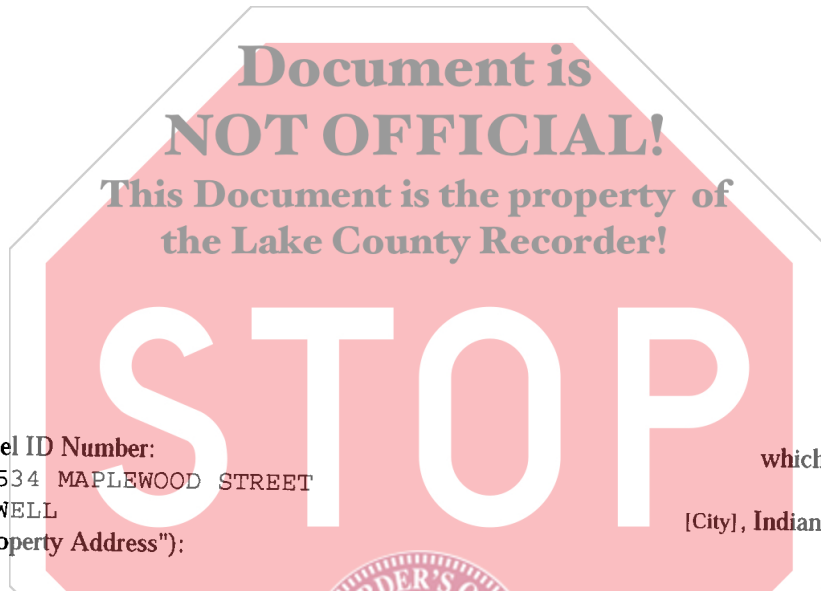 Document is
NOT OFFICIAL!
This Document is the property of
the Lake County Recorder!
STOP
el ID Number:
which
534 MAPLEWOOD STREET
WELL
[City], Indian
operty Address"):
DER'S O